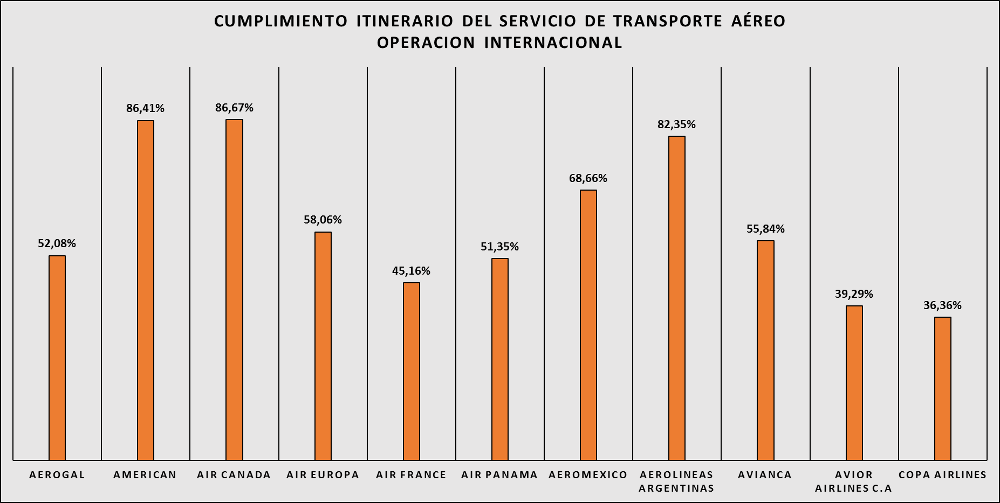 CUMPLIMIENTO ITINERARIO DEL SERVICIO DE TRANSPORTE AÉREO
OPERACION INTERNACIONAL
52,08%
86,41%
86,67%
58,06%
45,16%
51,35%
68,66%
82,35%
55,84%
39,29%
36,36%
AEROGAL
AMERICAN
AIR CANADA
AIR EUROPA
AIR FRANCE
AIR PANAMA
AEROMEXICO
AEROLINEAS
ARGENTINAS
AVIANCA
AVIOR
AIRLINES C.A
COPA AIRLINES